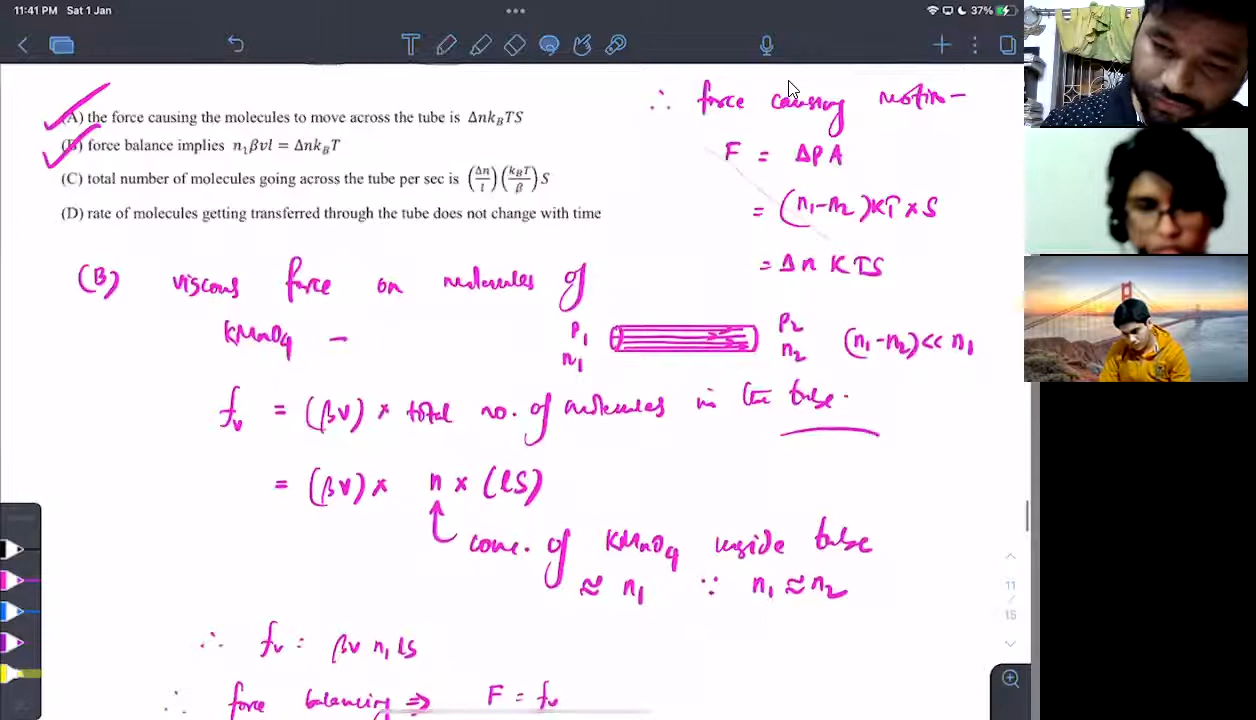 11:41 PM Sat 1 Jan
37%
(A) the force causing the molecules to move across the tube is Δnk_BTS
(B) force balance implies n₁βvl = Δnk_BT
(C) total number of molecules going across the tube per sec is (Δn/l)(k_BT/β)S
(D) rate of molecules getting transferred through the tube does not change with time
∴ force causing motion –
F = ΔP A
= (n₁-n₂)KT × S
= Δn KTS
(B) viscous force on molecules of
KMnO₄ –
P₁
n₁
P₂
n₂
(n₁-n₂)<< n₁
f_v = (βv) × total no. of molecules in the tube.
= (βv) × n × (lS)
conc. of KMnO₄ inside tube
≈ n₁ ∵ n₁ ≈ n₂
∴ f_v = βv n₁ lS
∴ force balancing ⇒ F = f_v
11
15